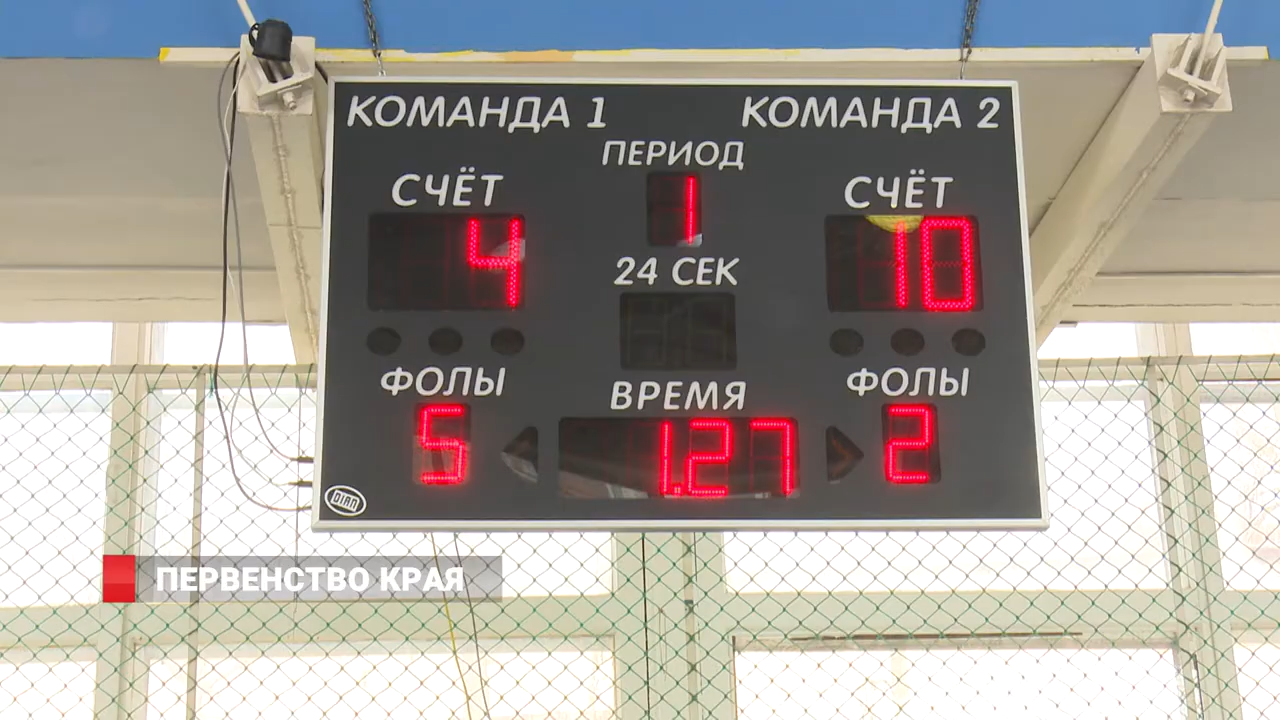 КОМАНДА 1 КОМАНДА 2
ПЕРИОД
СЧЁТ 1 СЧЁТ
4 24 СЕК 10
ФОЛЫ ВРЕМЯ ФОЛЫ
5 1.27 2
DIAN
ПЕРВЕНСТВО КРАЯ